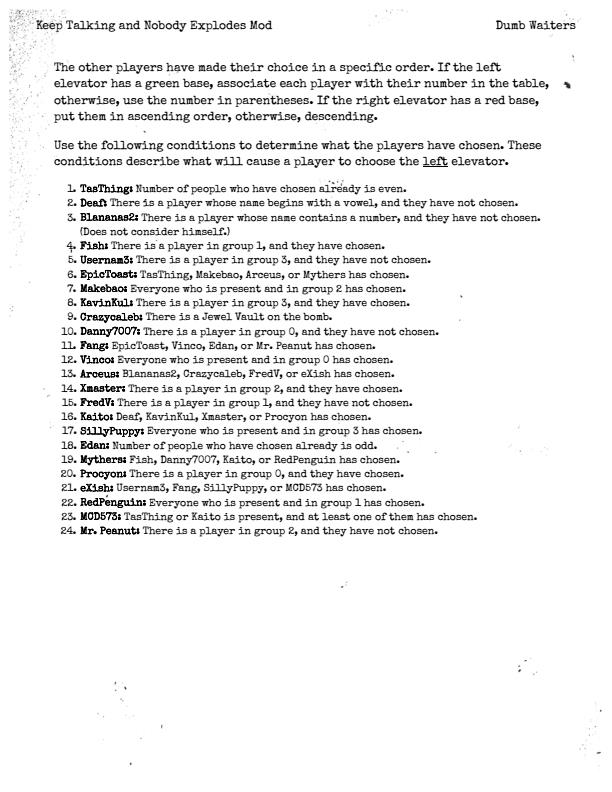 Keep Talking and Nobody Explodes Mod
Dumb Waiters
The other players have made their choice in a specific order. If the left
elevator has a green base, associate each player with their number in the table,
otherwise, use the number in parentheses. If the right elevator has a red base,
put them in ascending order, otherwise, descending.
Use the following conditions to determine what the players have chosen. These
conditions describe what will cause a player to choose the left elevator.
1. TasThing: Number of people who have chosen already is even.
2. Deaf: There is a player whose name begins with a vowel, and they have not chosen.
3. Blananas2: There is a player whose name contains a number, and they have not chosen.
(Does not consider himself.)
4. Fish: There is a player in group 1, and they have chosen.
5. Usernam3: There is a player in group 3, and they have not chosen.
6. EpicToast: TasThing, Makebao, Arceus, or Mythers has chosen.
7. Makebao: Everyone who is present and in group 2 has chosen.
8. KavinKul: There is a player in group 3, and they have chosen.
9. Crazycaleb: There is a Jewel Vault on the bomb.
10. Danny7007: There is a player in group 0, and they have not chosen.
11. Fang: EpicToast, Vinco, Edan, or Mr. Peanut has chosen.
12. Vinco: Everyone who is present and in group 0 has chosen.
13. Arceus: Blananas2, Crazycaleb, FredV, or eXish has chosen.
14. Xmaster: There is a player in group 2, and they have chosen.
15. FredV: There is a player in group 1, and they have not chosen.
16. Kaito: Deaf, KavinKul, Xmaster, or Procyon has chosen.
17. SillyPuppy: Everyone who is present and in group 3 has chosen.
18. Edan: Number of people who have chosen already is odd.
19. Mythers: Fish, Danny7007, Kaito, or RedPenguin has chosen.
20. Procyon: There is a player in group 0, and they have chosen.
21. eXish: Usernam3, Fang, SillyPuppy, or MCD573 has chosen.
22. RedPenguin: Everyone who is present and in group 1 has chosen.
23. MCD573: TasThing or Kaito is present, and at least one of them has chosen.
24. Mr. Peanut: There is a player in group 2, and they have not chosen.